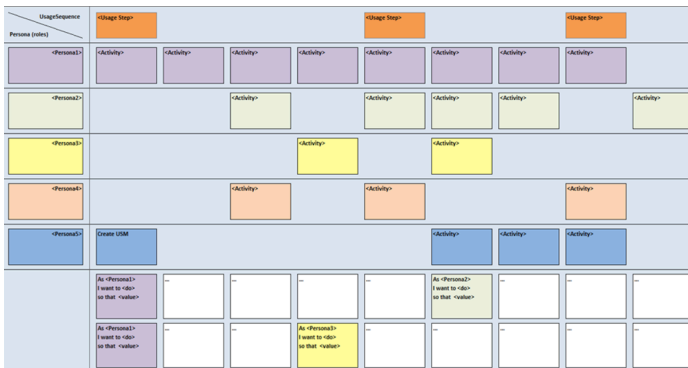 UsageSequence
<Usage Step>
<Usage Step>
<Usage Step>
Persona (roles)
<Persona1>
<Activity>
<Activity>
<Activity>
<Activity>
<Activity>
<Activity>
<Activity>
<Activity>
<Persona2>
<Activity>
<Activity>
<Activity>
<Activity>
<Activity>
<Persona3>
<Activity>
<Activity>
<Persona4>
<Activity>
<Activity>
<Activity>
<Persona5>
Create USM
<Activity>
<Activity>
<Activity>
As <Persona1>
I want to <do>
so that <value>
...
...
...
...
As <Persona2>
I want to <do>
so that <value>
...
...
...
As <Persona1>
I want to <do>
so that <value>
...
...
As <Persona3>
I want to <do>
so that <value>
...
...
...
...
...